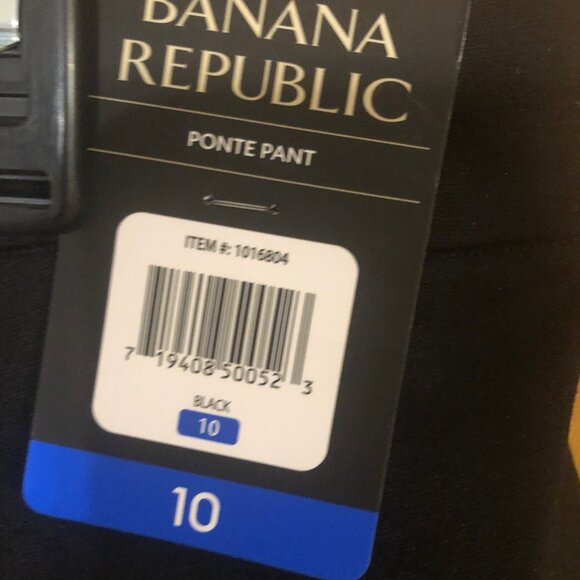 BANANA
REPUBLIC
PONTE PANT
ITEM #: 1016804
7 19408 50052 3
BLACK
10
10